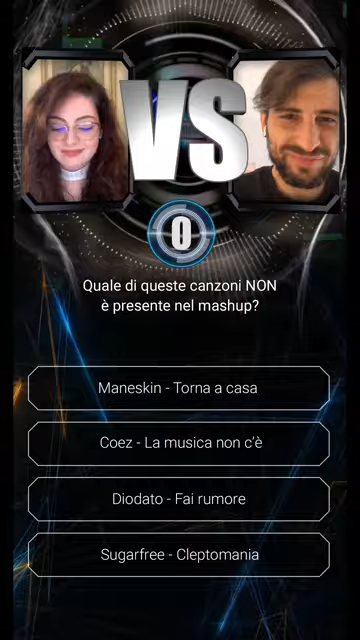 VS
0
Quale di queste canzoni NON
è presente nel mashup?
Maneskin - Torna a casa
Coez - La musica non c'è
Diodato - Fai rumore
Sugarfree - Cleptomania